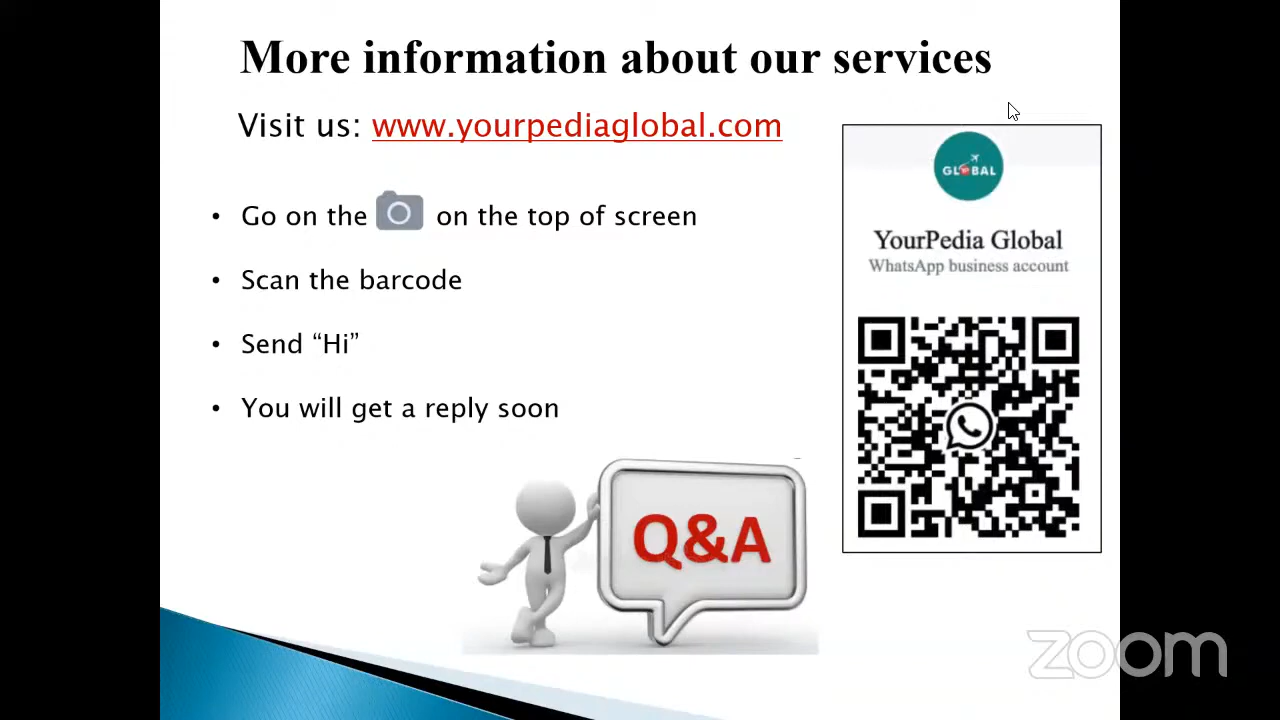 More information about our services
Visit us: www.yourpediaglobal.com
• Go on the on the top of screen
• Scan the barcode
• Send “Hi”
• You will get a reply soon
GLOBAL
YourPedia Global
WhatsApp business account
Q&A
zoom